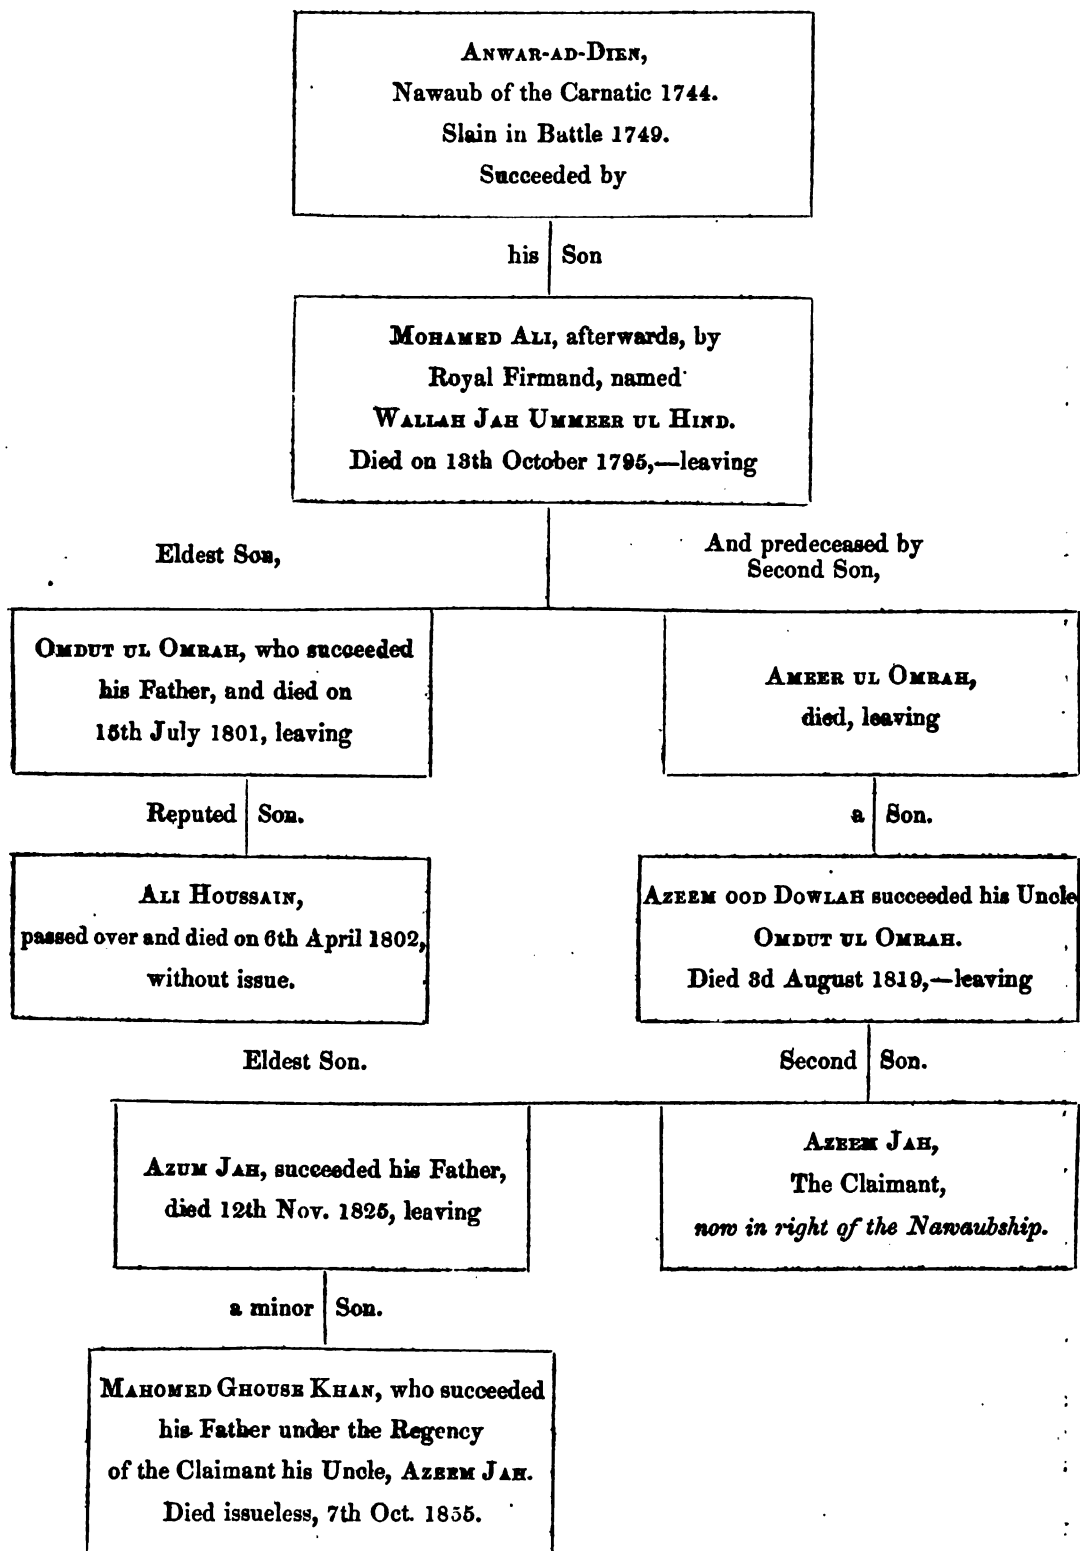 ANWAR-AD-DIEN,
Nawaub of the Carnatic 1744.
Slain in Battle 1749.
Succeeded by
his Son
MOHAMED ALI, afterwards, by
Royal Firmand, named
WALLAH JAH UMMEER UL HIND.
Died on 13th October 1795,—leaving
Eldest Son,
And predeceased by
Second Son,
OMDUT UL OMRAH, who succeeded
his Father, and died on
15th July 1801, leaving
AMEER UL OMRAH,
died, leaving
Reputed Son.
a Son.
ALI HOUSSAIN,
passed over and died on 6th April 1802,
without issue.
AZEEM OOD DOWLAH succeeded his Uncle
OMDUT UL OMRAH.
Died 3d August 1819,—leaving
Eldest Son.
Second Son.
AZUM JAH, succeeded his Father,
died 12th Nov. 1825, leaving
AZEEM JAH,
The Claimant,
now in right of the Nawaubship.
a minor Son.
MAHOMED GHOUSE KHAN, who succeeded
his Father under the Regency
of the Claimant his Uncle, AZEEM JAH.
Died issueless, 7th Oct. 1855.